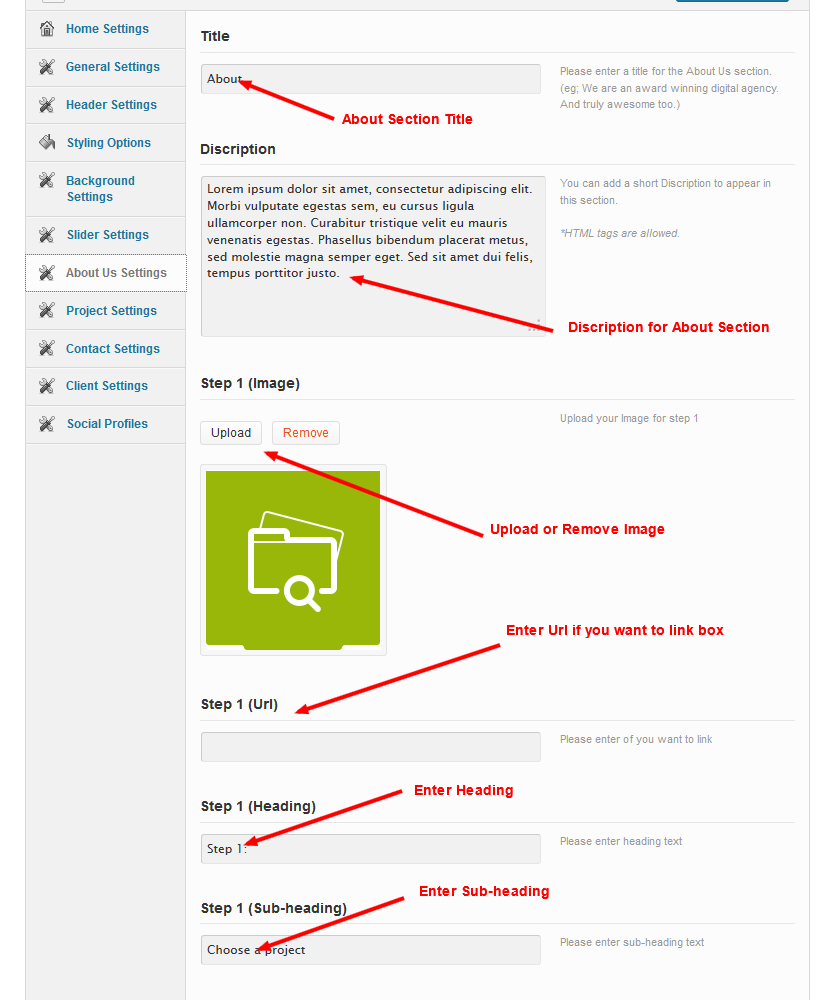 Home Settings
General Settings
Header Settings
Styling Options
Background
Settings
Slider Settings
About Us Settings
Project Settings
Contact Settings
Client Settings
Social Profiles
Title
About
Please enter a title for the About Us section.
(eg; We are an award winning digital agency.
And truly awesome too.)
About Section Title
Discription
Lorem ipsum dolor sit amet, consectetur adipiscing elit.
Morbi vulputate egestas sem, eu cursus ligula
ullamcorper non. Curabitur tristique velit eu mauris
venenatis egestas. Phasellus bibendum placerat metus,
sed molestie magna semper eget. Sed sit amet dui felis,
tempus porttitor justo.
You can add a short Discription to appear in
this section.
*HTML tags are allowed.
Discription for About Section
Step 1 (Image)
Upload your Image for step 1
Upload Remove
Upload or Remove Image
Enter Url if you want to link box
Step 1 (Url)
Please enter of you want to link
Enter Heading
Step 1 (Heading)
Please enter heading text
Step 1:
Enter Sub-heading
Step 1 (Sub-heading)
Please enter sub-heading text
Choose a project